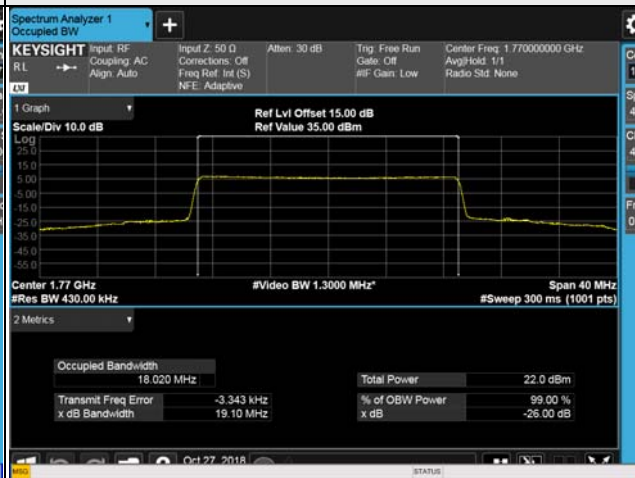 Spectrum Analyzer 1
Occupied BW
KEYSIGHT
R L
LXI
Input: RF
Coupling: AC
Align: Auto
Input Z: 50 Ω
Corrections: Off
Freq Ref: Int (S)
NFE: Adaptive
Atten: 30 dB
Trig: Free Run
Gate: Off
#IF Gain: Low
Center Freq: 1.770000000 GHz
Avg|Hold: 1/1
Radio Std: None
1 Graph
Scale/Div 10.0 dB
Ref Lvl Offset 15.00 dB
Ref Value 35.00 dBm
Log
25.0
15.0
5.00
-5.00
-15.0
-25.0
-35.0
-45.0
-55.0
Center 1.77 GHz
#Res BW 430.00 kHz
#Video BW 1.3000 MHz*
Span 40 MHz
#Sweep 300 ms (1001 pts)
2 Metrics
Occupied Bandwidth
18.020 MHz
Transmit Freq Error -3.343 kHz
x dB Bandwidth 19.10 MHz
Total Power 22.0 dBm
% of OBW Power 99.00 %
x dB -26.00 dB
Oct 27, 2018
MSG
STATUS